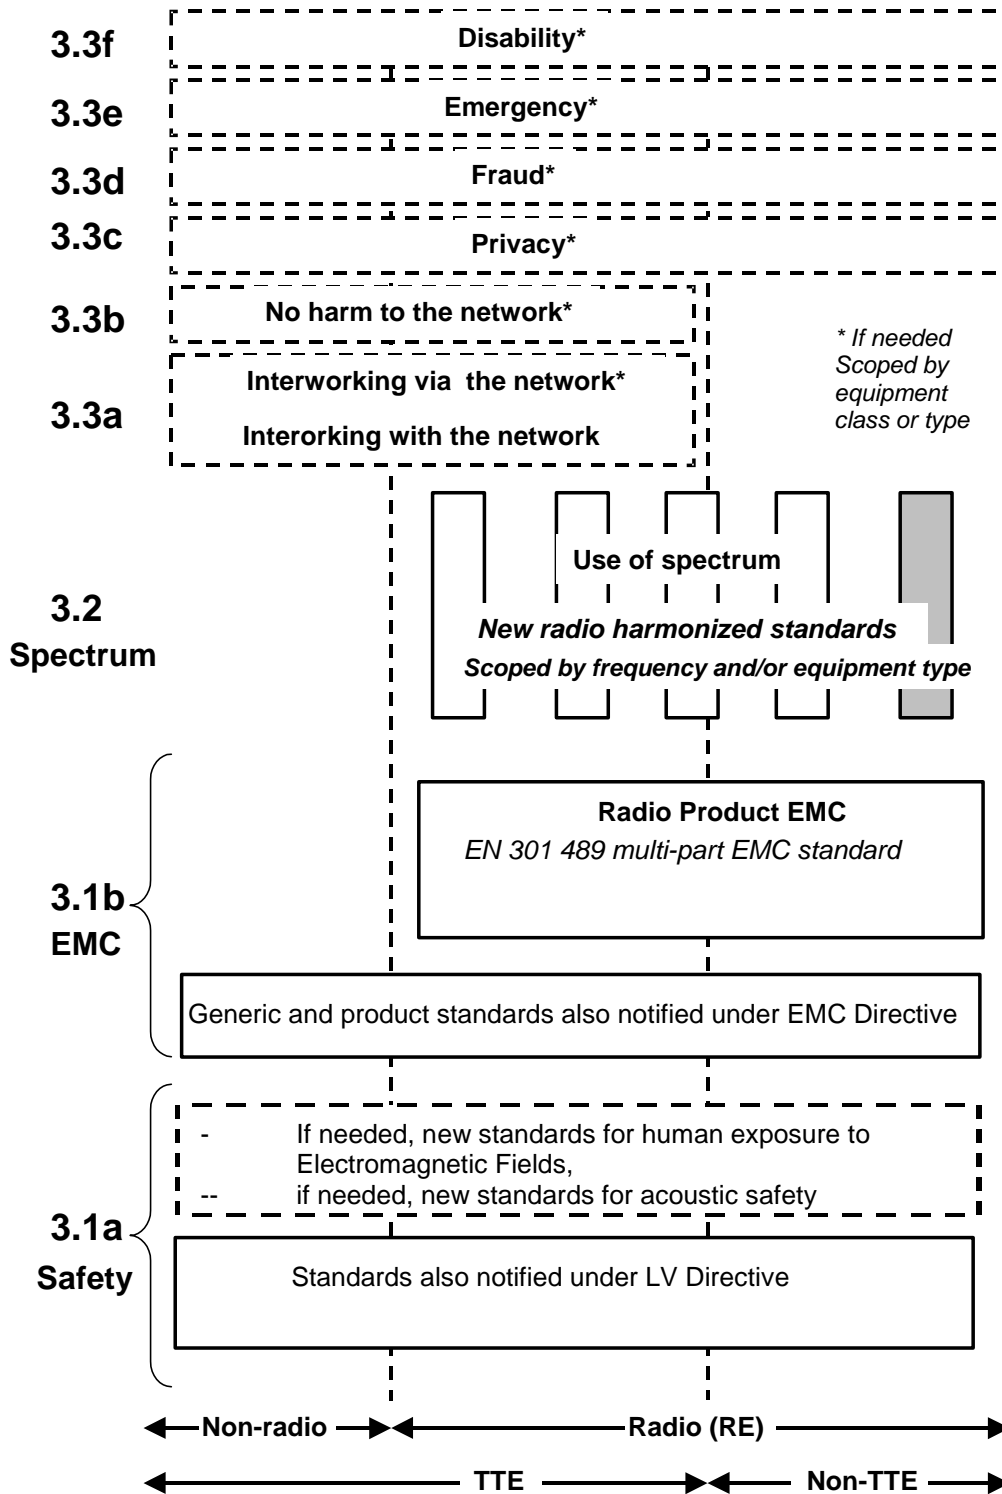 3.3f
Disability*
3.3e
Emergency*
3.3d
Fraud*
3.3c
Privacy*
3.3b
No harm to the network*
3.3a
Interworking via the network*
Interorking with the network
* If needed
Scoped by
equipment
class or type
3.2
Spectrum
Use of spectrum
New radio harmonized standards
Scoped by frequency and/or equipment type
3.1b
EMC
Radio Product EMC
EN 301 489 multi-part EMC standard
Generic and product standards also notified under EMC Directive
3.1a
Safety
- If needed, new standards for human exposure to
Electromagnetic Fields,
-- if needed, new standards for acoustic safety
Standards also notified under LV Directive
Non-radio
Radio (RE)
TTE
Non-TTE